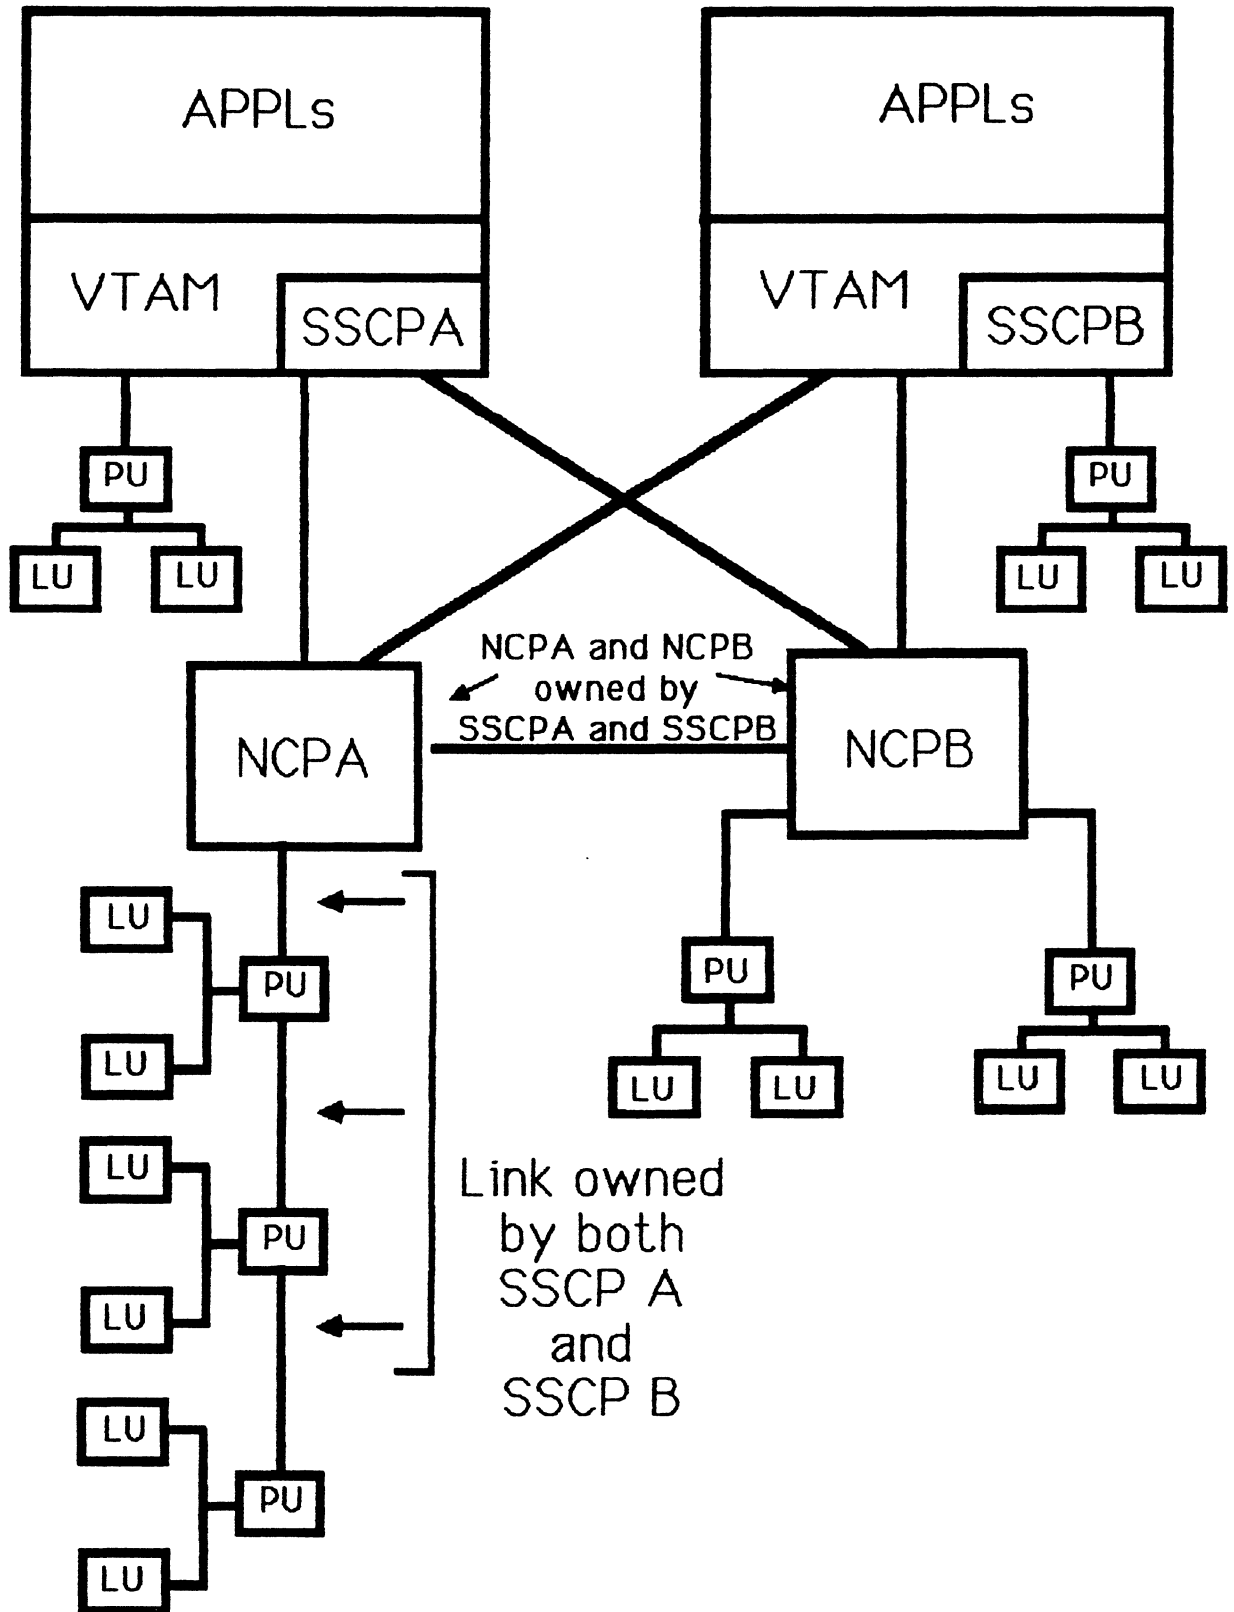 APPLs
APPLs
VTAM
SSCPA
VTAM
SSCPB
PU
PU
LU
LU
LU
LU
NCPA and NCPB
owned by
SSCPA and SSCPB
NCPA
NCPB
LU
PU
LU
PU
LU
LU
PU
LU
LU
LU
LU
PU
LU
Link owned
by both
SSCP A
and
SSCP B
LU
PU
LU